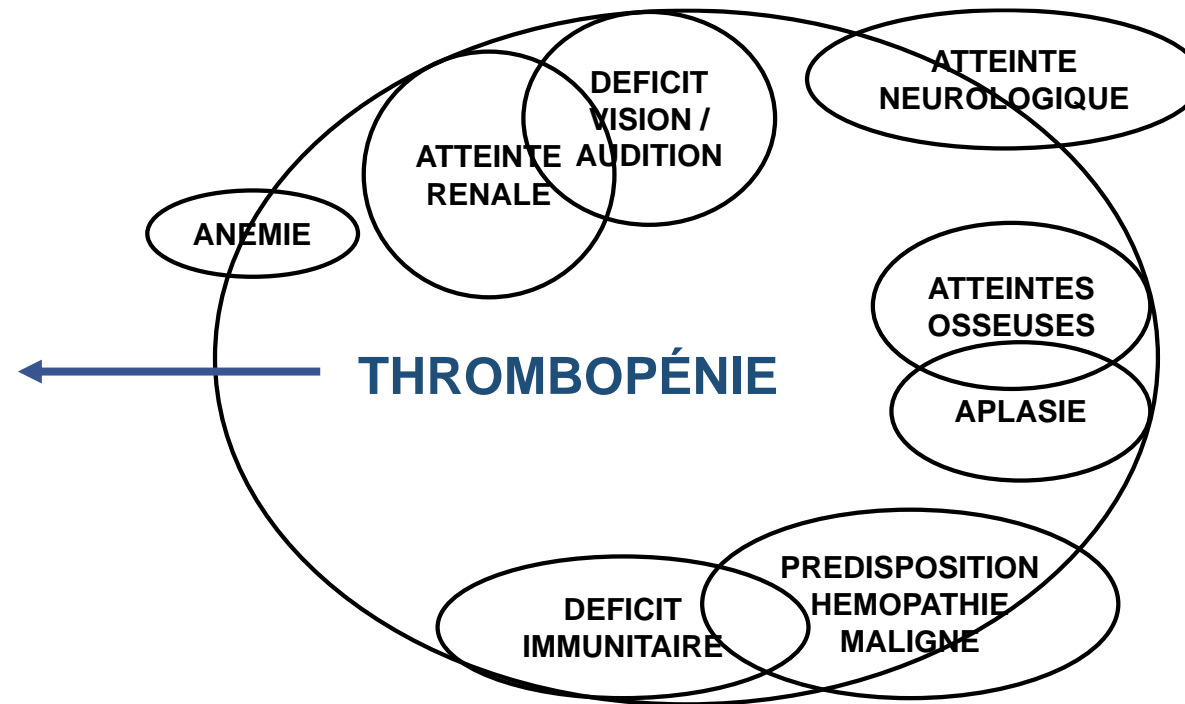 ATTEINTE
NEUROLOGIQUE
DEFICIT
VISION /
AUDITION
ATTEINTE
RENALE
ANEMIE
ATTEINTES
OSSEUSES
THROMBOPÉNIE
APLASIE
PREDISPOSITION
HEMOPATHIE
MALIGNE
DEFICIT
IMMUNITAIRE